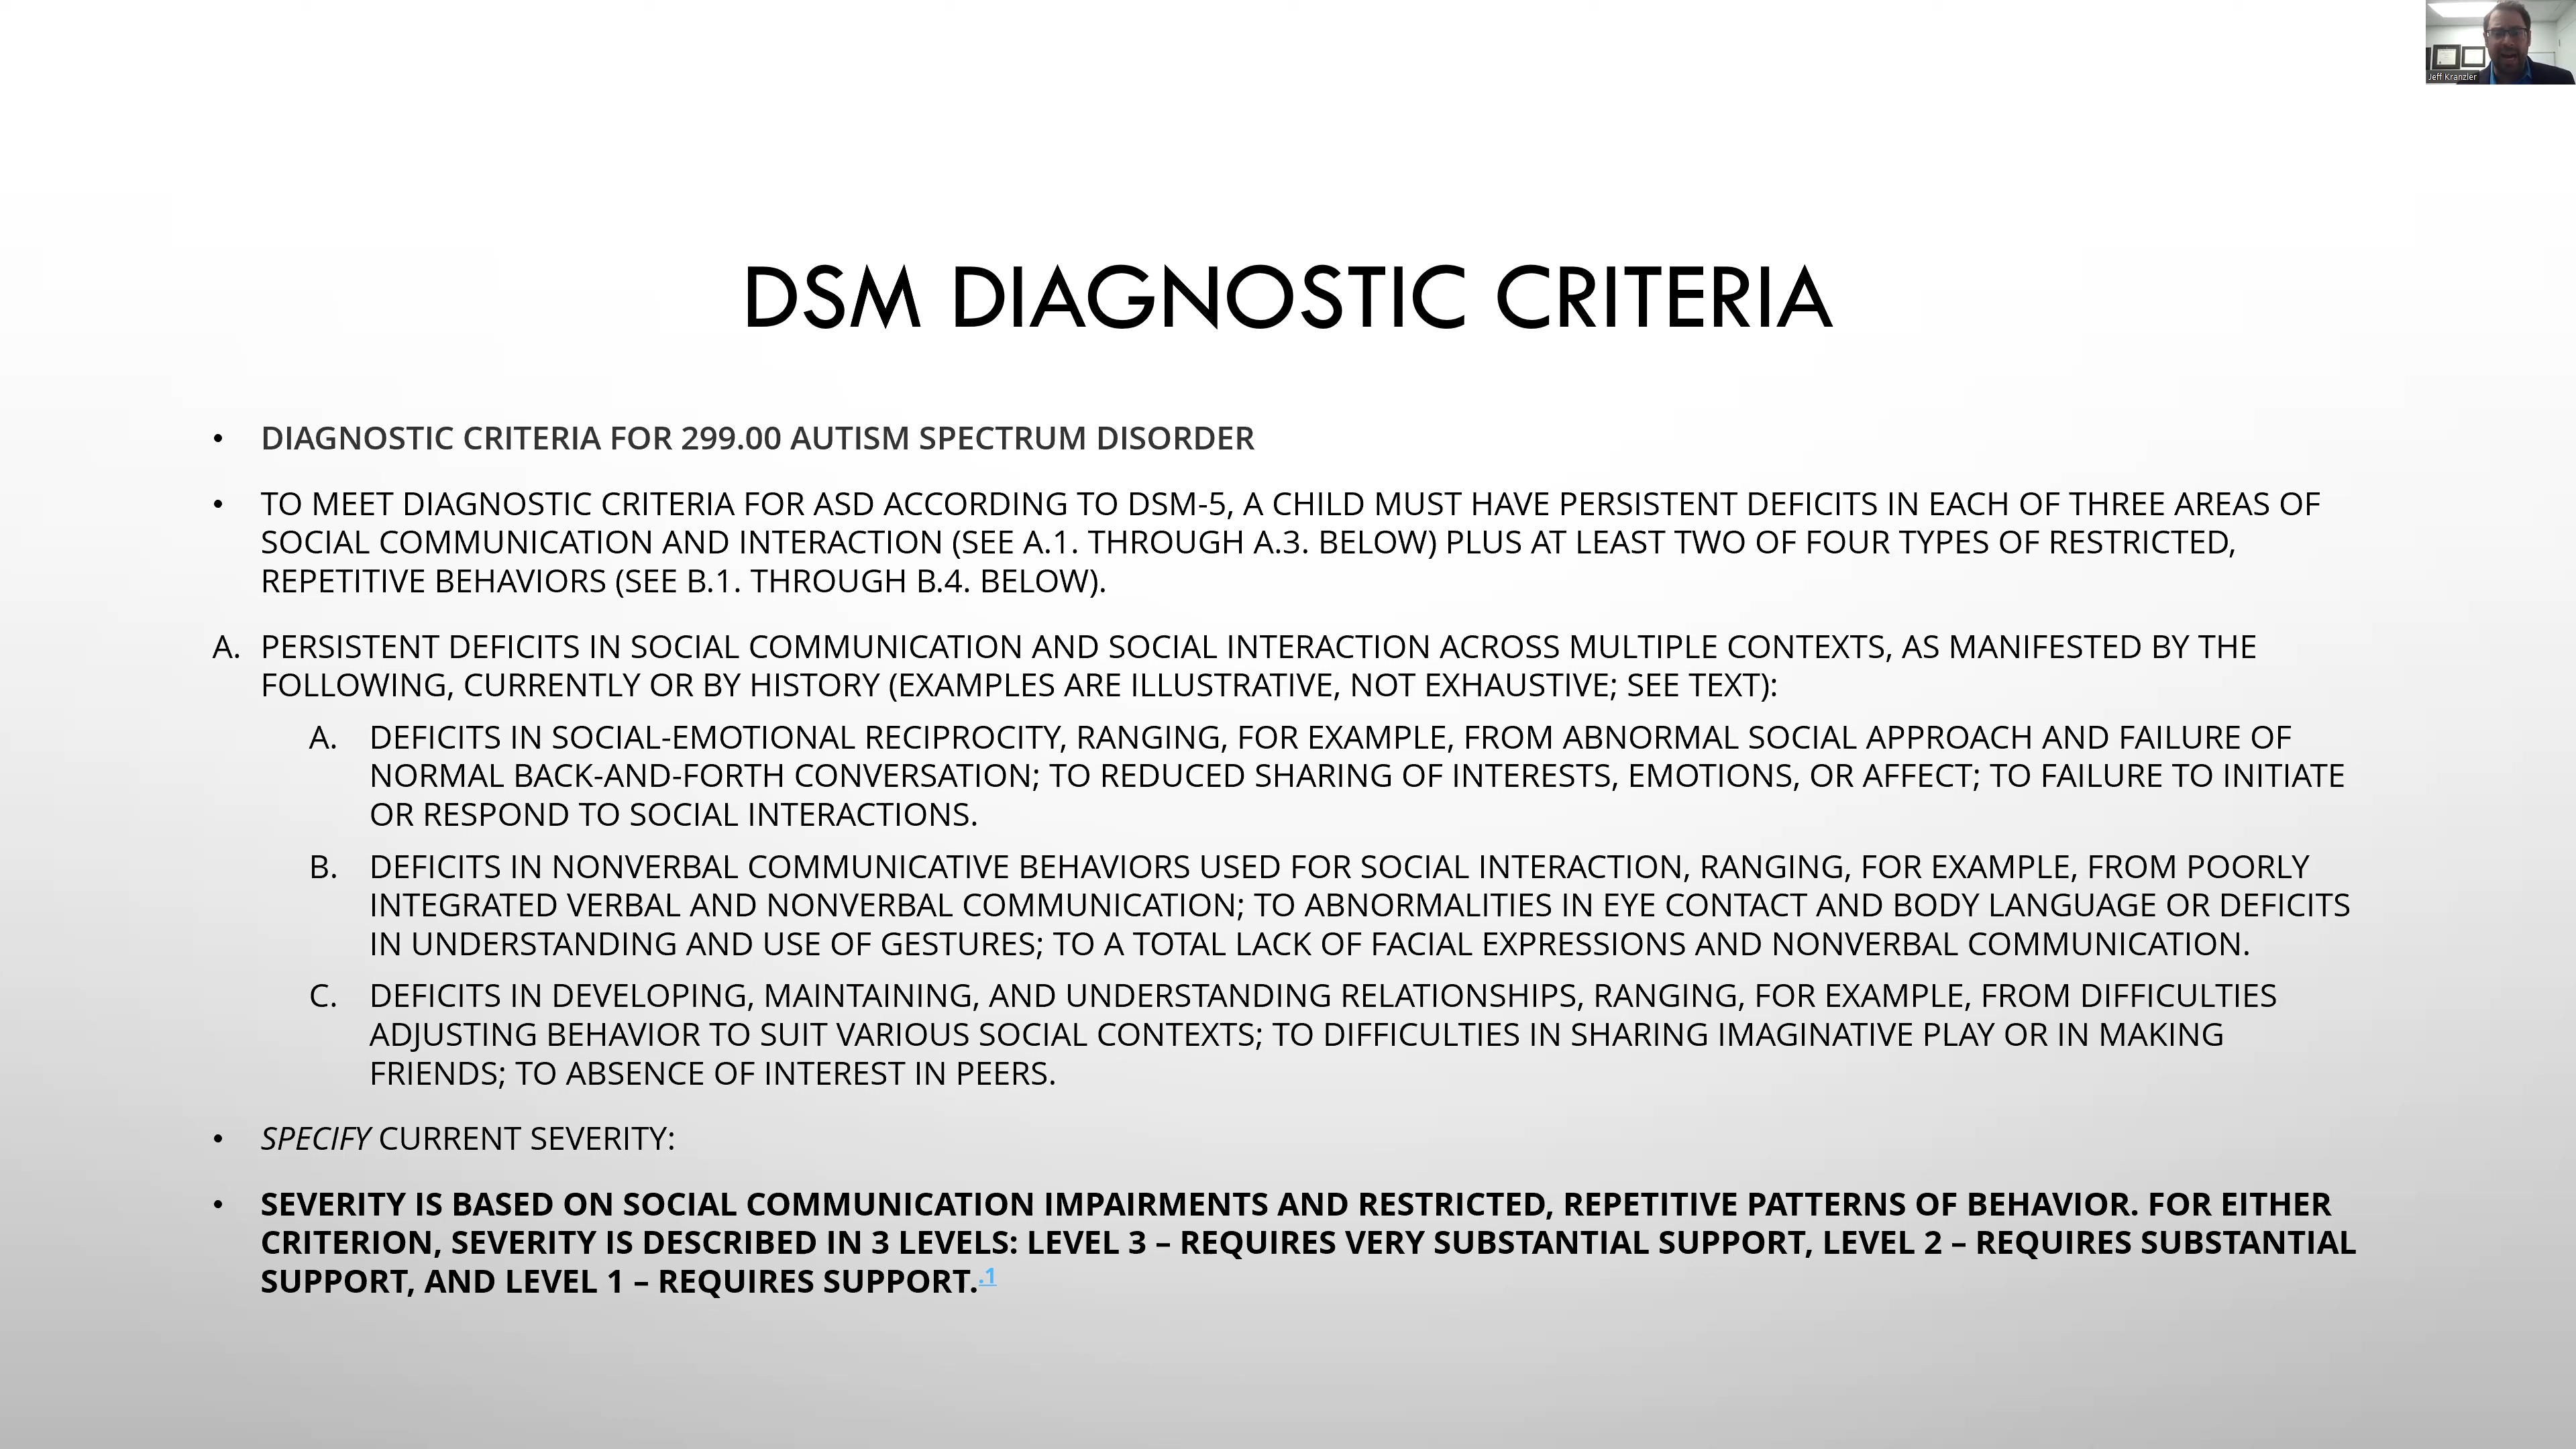 Jeff Kranzler
DSM DIAGNOSTIC CRITERIA
• DIAGNOSTIC CRITERIA FOR 299.00 AUTISM SPECTRUM DISORDER
• TO MEET DIAGNOSTIC CRITERIA FOR ASD ACCORDING TO DSM-5, A CHILD MUST HAVE PERSISTENT DEFICITS IN EACH OF THREE AREAS OF
SOCIAL COMMUNICATION AND INTERACTION (SEE A.1. THROUGH A.3. BELOW) PLUS AT LEAST TWO OF FOUR TYPES OF RESTRICTED,
REPETITIVE BEHAVIORS (SEE B.1. THROUGH B.4. BELOW).
A. PERSISTENT DEFICITS IN SOCIAL COMMUNICATION AND SOCIAL INTERACTION ACROSS MULTIPLE CONTEXTS, AS MANIFESTED BY THE
FOLLOWING, CURRENTLY OR BY HISTORY (EXAMPLES ARE ILLUSTRATIVE, NOT EXHAUSTIVE; SEE TEXT):
A. DEFICITS IN SOCIAL-EMOTIONAL RECIPROCITY, RANGING, FOR EXAMPLE, FROM ABNORMAL SOCIAL APPROACH AND FAILURE OF
NORMAL BACK-AND-FORTH CONVERSATION; TO REDUCED SHARING OF INTERESTS, EMOTIONS, OR AFFECT; TO FAILURE TO INITIATE
OR RESPOND TO SOCIAL INTERACTIONS.
B. DEFICITS IN NONVERBAL COMMUNICATIVE BEHAVIORS USED FOR SOCIAL INTERACTION, RANGING, FOR EXAMPLE, FROM POORLY
INTEGRATED VERBAL AND NONVERBAL COMMUNICATION; TO ABNORMALITIES IN EYE CONTACT AND BODY LANGUAGE OR DEFICITS
IN UNDERSTANDING AND USE OF GESTURES; TO A TOTAL LACK OF FACIAL EXPRESSIONS AND NONVERBAL COMMUNICATION.
C. DEFICITS IN DEVELOPING, MAINTAINING, AND UNDERSTANDING RELATIONSHIPS, RANGING, FOR EXAMPLE, FROM DIFFICULTIES
ADJUSTING BEHAVIOR TO SUIT VARIOUS SOCIAL CONTEXTS; TO DIFFICULTIES IN SHARING IMAGINATIVE PLAY OR IN MAKING
FRIENDS; TO ABSENCE OF INTEREST IN PEERS.
• SPECIFY CURRENT SEVERITY:
• SEVERITY IS BASED ON SOCIAL COMMUNICATION IMPAIRMENTS AND RESTRICTED, REPETITIVE PATTERNS OF BEHAVIOR. FOR EITHER
CRITERION, SEVERITY IS DESCRIBED IN 3 LEVELS: LEVEL 3 – REQUIRES VERY SUBSTANTIAL SUPPORT, LEVEL 2 – REQUIRES SUBSTANTIAL
SUPPORT, AND LEVEL 1 – REQUIRES SUPPORT..1